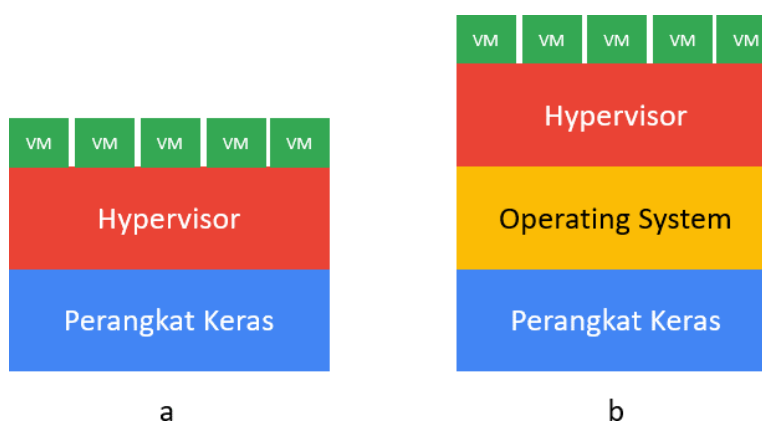 VM VM VM VM VM
Hypervisor
Perangkat Keras
a
VM VM VM VM VM
Hypervisor
Operating System
Perangkat Keras
b